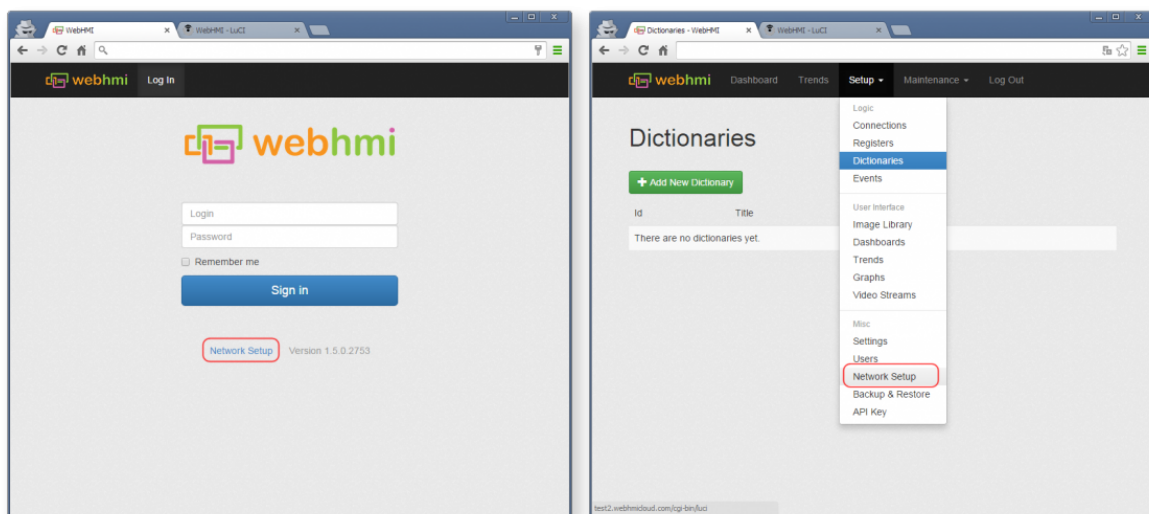 WebHMI
WebHMI - LuCI
webhmi
Log In
webhmi
Login
Password
Remember me
Sign in
Network Setup
Version 1.5.0.2753
Dictionaries - WebHMI
WebHMI - LuCI
webhmi
Dashboard
Trends
Setup
Maintenance
Log Out
Dictionaries
+ Add New Dictionary
Id
Title
There are no dictionaries yet.
Logic
Connections
Registers
Dictionaries
Events
User Interface
Image Library
Dashboards
Trends
Graphs
Video Streams
Misc
Settings
Users
Network Setup
Backup & Restore
API Key
test2.webhmicloud.com/cgi-bin/luci